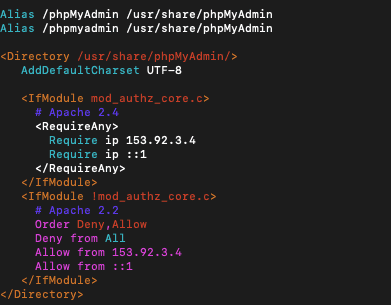 Alias /phpMyAdmin /usr/share/phpMyAdmin
Alias /phpmyadmin /usr/share/phpMyAdmin
<Directory /usr/share/phpMyAdmin/>
AddDefaultCharset UTF-8
<IfModule mod_authz_core.c>
# Apache 2.4
<RequireAny>
Require ip 153.92.3.4
Require ip ::1
</RequireAny>
</IfModule>
<IfModule !mod_authz_core.c>
# Apache 2.2
Order Deny,Allow
Deny from All
Allow from 153.92.3.4
Allow from ::1
</IfModule>
</Directory>